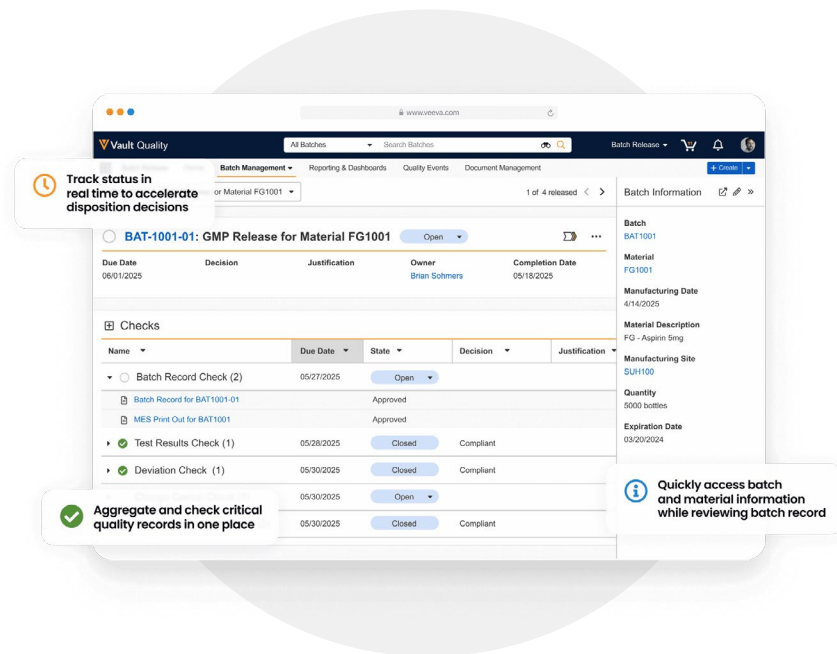 www.veeva.com
Vault Quality
All Batches
Search Batches
Batch Release
Batch Management
Reporting & Dashboards
Quality Events
Document Management
+ Create
Track status in
real time to accelerate
disposition decisions
for Material FG1001
1 of 4 released
Batch Information
BAT-1001-01: GMP Release for Material FG1001
Open
Due Date
Decision
Justification
Owner
Completion Date
06/01/2025
Brian Sohmers
05/18/2025
Batch
BAT1001
Material
FG1001
Manufacturing Date
4/14/2025
Material Description
FG - Aspirin 5mg
Manufacturing Site
SUH100
Quantity
5000 bottles
Expiration Date
03/20/2024
Checks
Name
Due Date
State
Decision
Justification
Batch Record Check (2)
05/27/2025
Open
Batch Record for BAT1001-01
Approved
MES Print Out for BAT1001
Approved
Test Results Check (1)
05/28/2025
Closed
Compliant
Deviation Check (1)
05/30/2025
Closed
Compliant
05/30/2025
Open
05/30/2025
Closed
Compliant
Aggregate and check critical
quality records in one place
Quickly access batch
and material information
while reviewing batch record